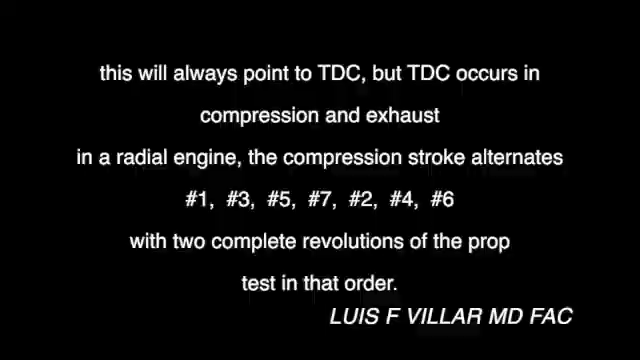 this will always point to TDC, but TDC occurs in
compression and exhaust
in a radial engine, the compression stroke alternates
#1, #3, #5, #7, #2, #4, #6
with two complete revolutions of the prop
test in that order.
LUIS F VILLAR MD FAC